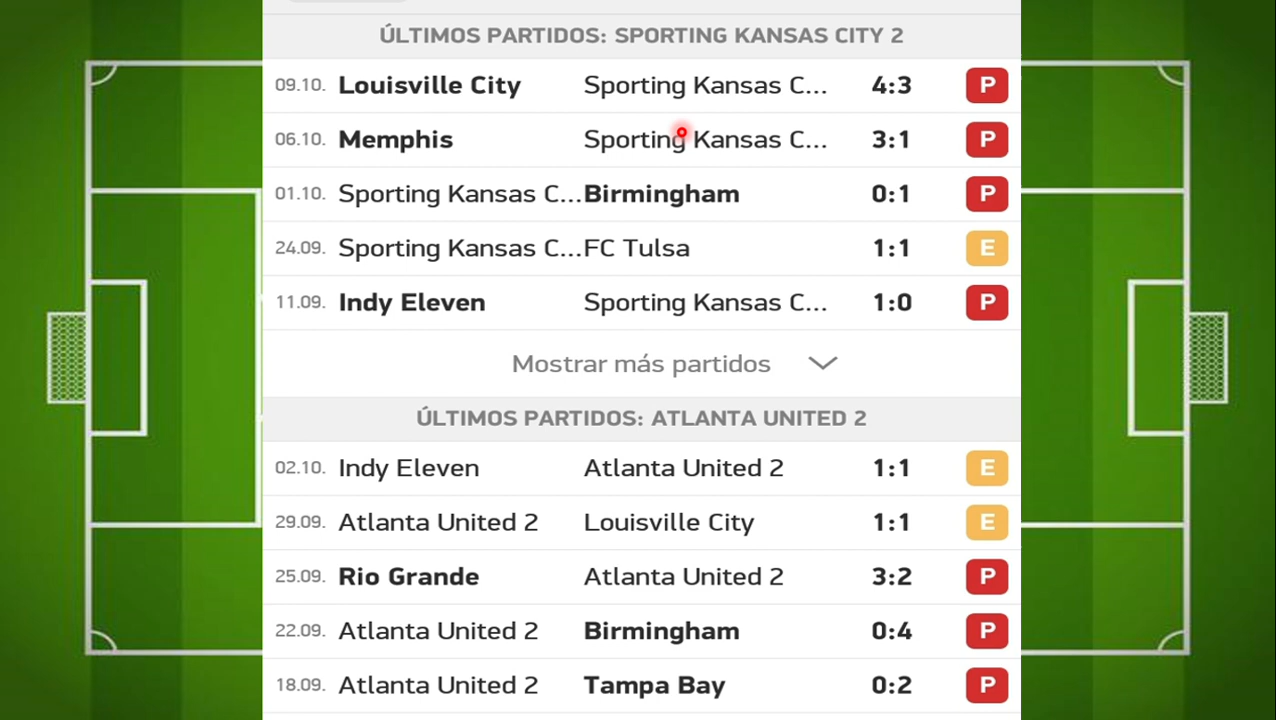 ÚLTIMOS PARTIDOS: SPORTING KANSAS CITY 2
09.10. Louisville City Sporting Kansas C... 4:3 P
06.10. Memphis Sporting Kansas C... 3:1 P
01.10. Sporting Kansas C... Birmingham 0:1 P
24.09. Sporting Kansas C... FC Tulsa 1:1 E
11.09. Indy Eleven Sporting Kansas C... 1:0 P
Mostrar más partidos
ÚLTIMOS PARTIDOS: ATLANTA UNITED 2
02.10. Indy Eleven Atlanta United 2 1:1 E
29.09. Atlanta United 2 Louisville City 1:1 E
25.09. Rio Grande Atlanta United 2 3:2 P
22.09. Atlanta United 2 Birmingham 0:4 P
18.09. Atlanta United 2 Tampa Bay 0:2 P